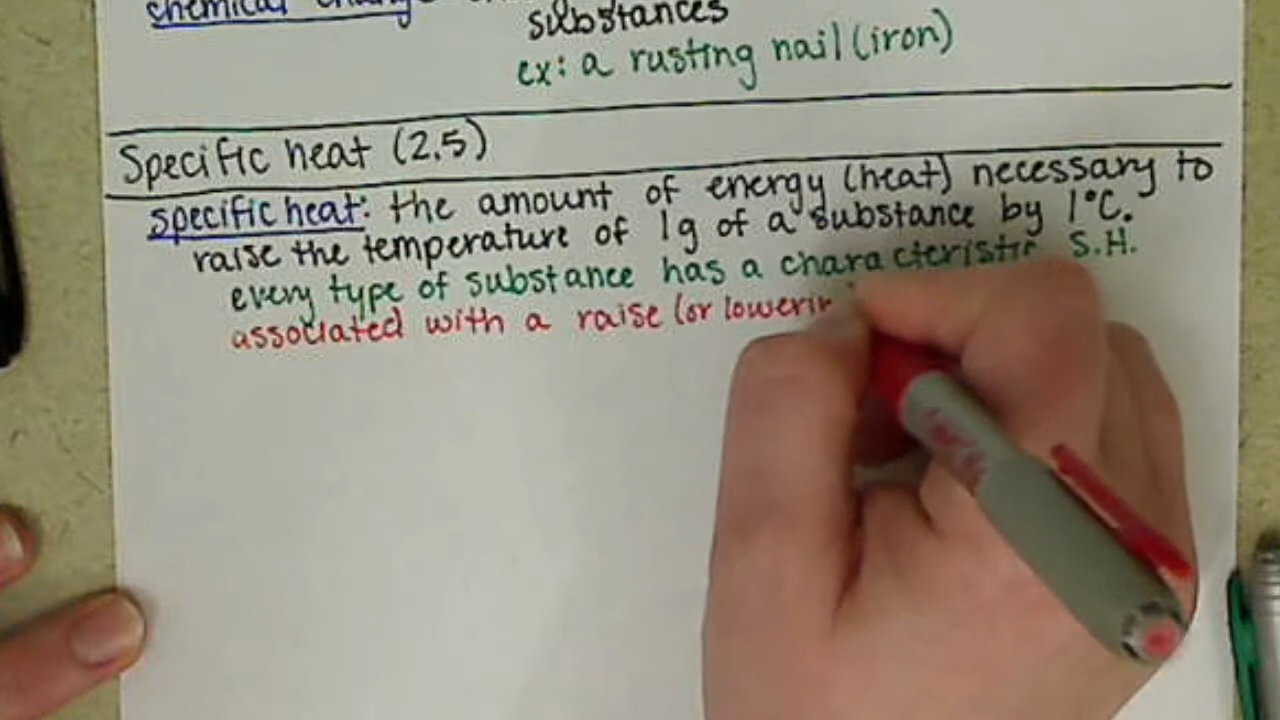 chemical change
substances
ex: a rusting nail (iron)
Specific heat (2.5)
specific heat: the amount of energy (heat) necessary to
raise the temperature of 1g of a substance by 1°C.
every type of substance has a characteristic S.H.
associated with a raise (or lowerin